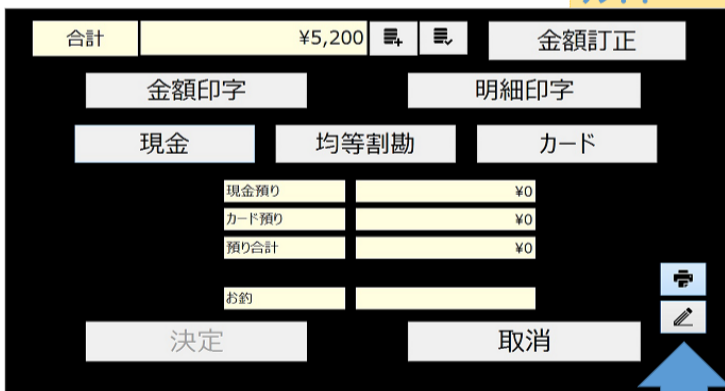 合計 ¥5,200 金額訂正
金額印字 明細印字
現金 均等割勘 カード
現金預り ¥0
カード預り ¥0
預り合計 ¥0
お釣
決定 取消